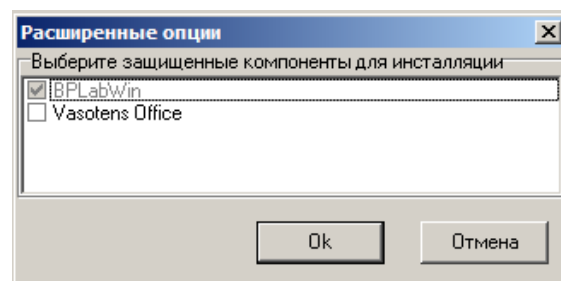 Расширенные опции
Выберите защищенные компоненты для инсталляции
BPLabWin
Vasotens Office
Ok
Отмена